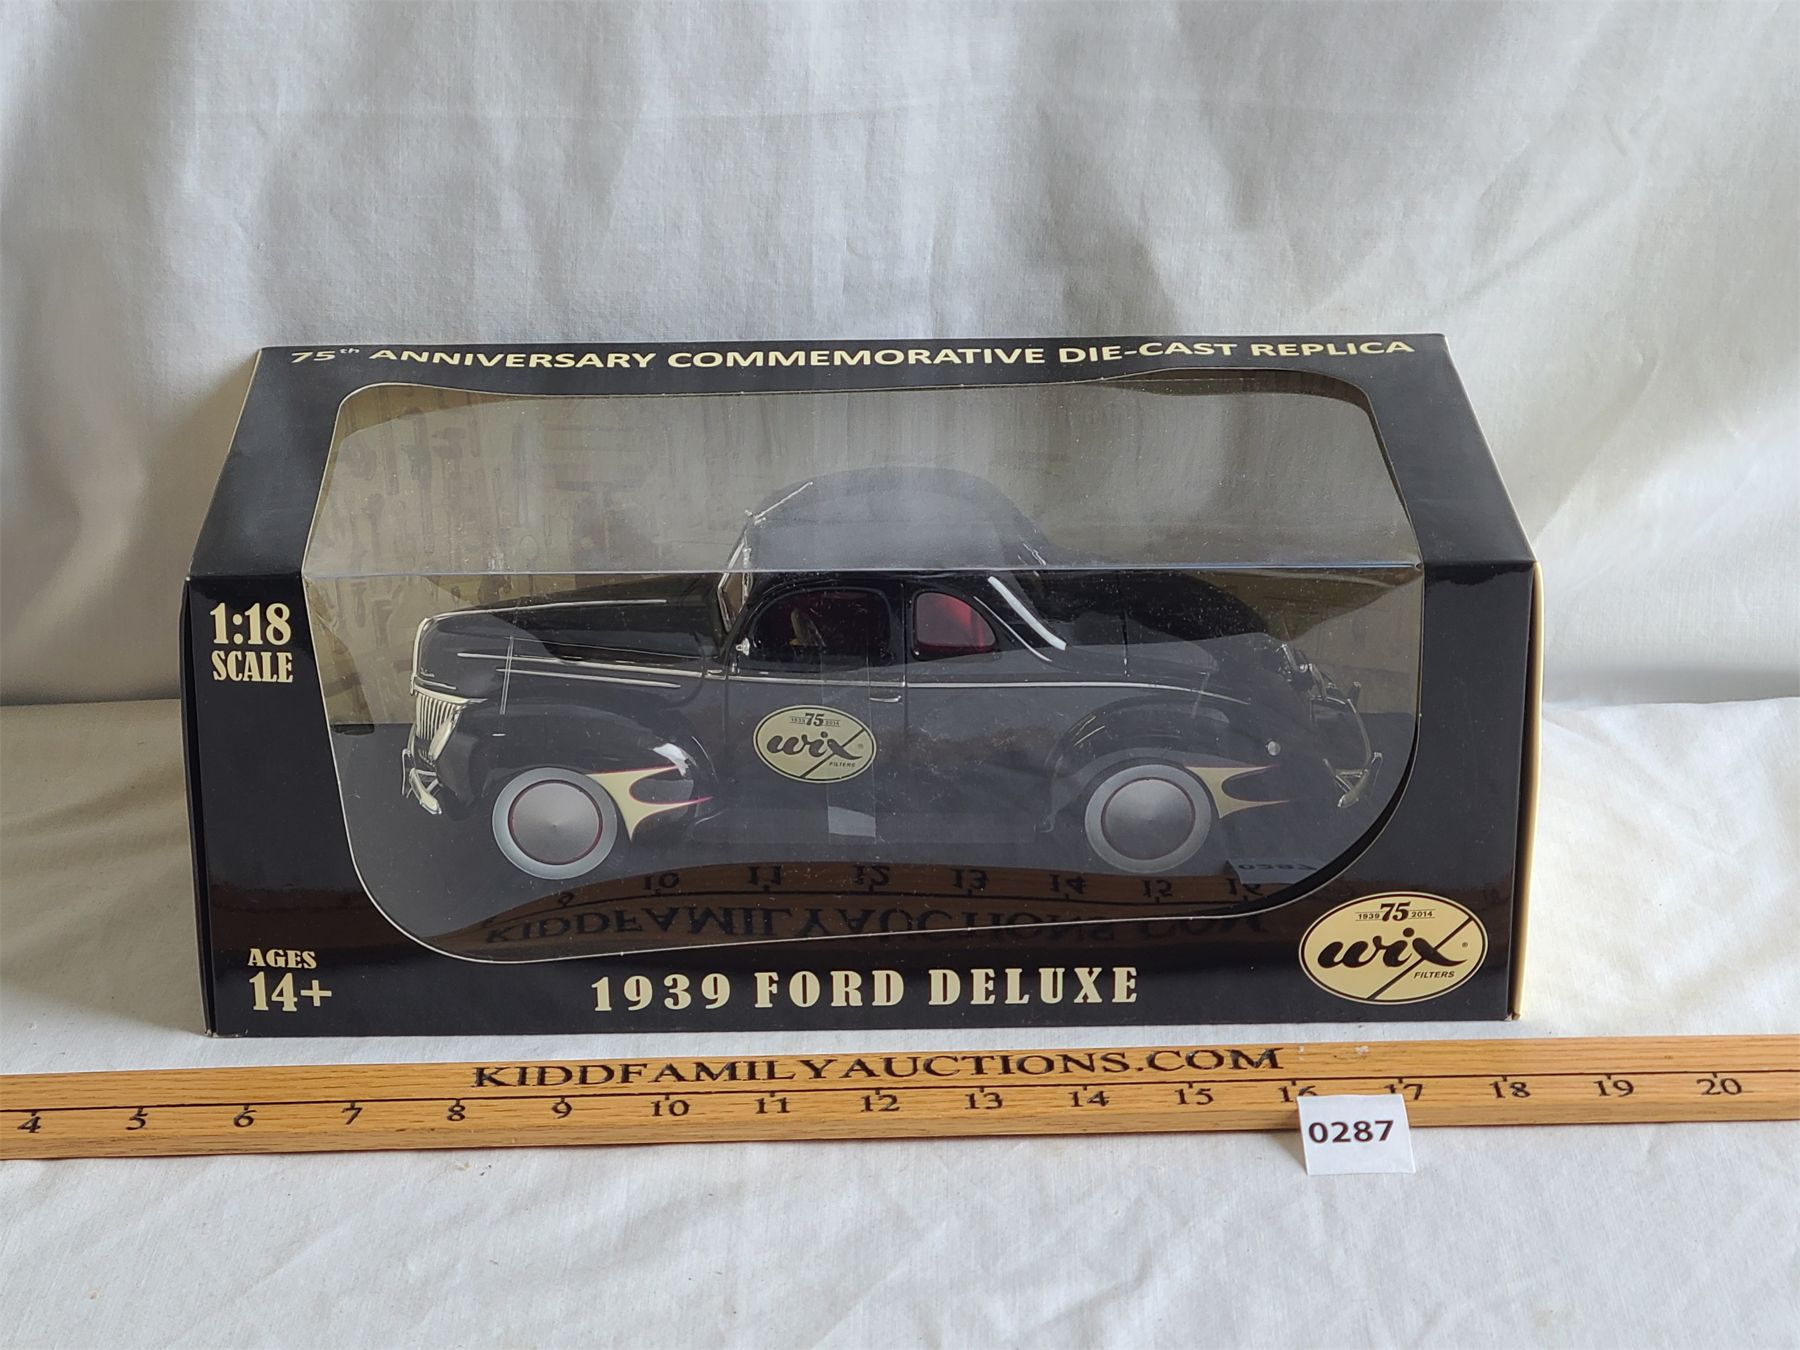 75th ANNIVERSARY COMMEMORATIVE DIE-CAST REPLICA
1:18
SCALE
1939 75 2014
wix
FILTERS
AGES
14+
1939 FORD DELUXE
1939 75 2014
wix®
FILTERS
KIDDFAMILYAUCTIONS.COM
4 5 6 7 8 9 10 11 12 13 14 15 16 17 18 19 20
0287